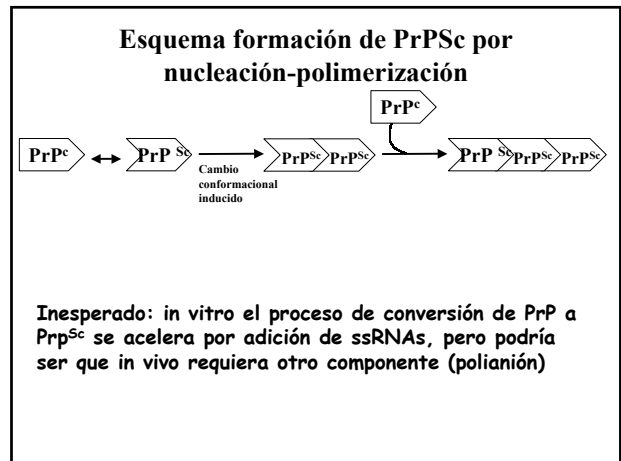 Esquema formación de PrPSc por
nucleación-polimerización
PrPᶜ
PrPᶜ
PrP ˢᶜ
PrPˢᶜ
PrPˢᶜ
PrP ˢᶜ
PrPˢᶜ
PrPˢᶜ
Cambio
conformacional
inducido
Inesperado: in vitro el proceso de conversión de PrP a
Prpˢᶜ se acelera por adición de ssRNAs, pero podría
ser que in vivo requiera otro componente (polianión)